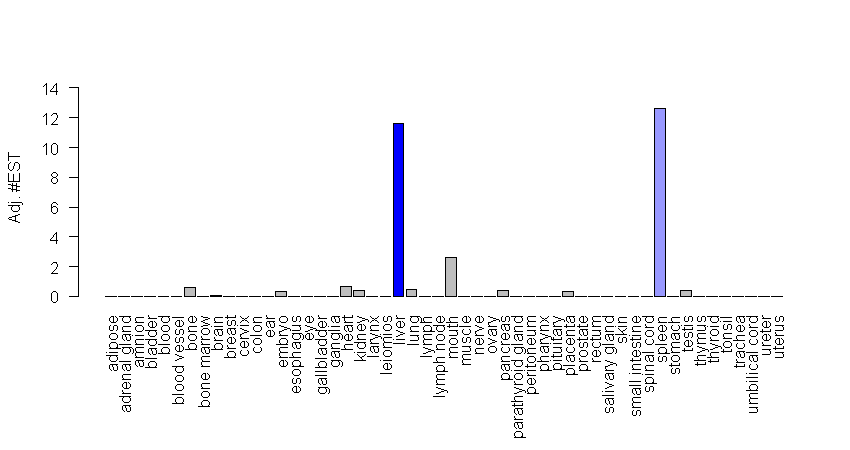 Adj. #EST
14
12
10
8
6
4
2
0
adipose
adrenal gland
amnion
bladder
blood
blood vessel
bone
bone marrow
brain
breast
cervix
colon
ear
embryo
esophagus
eye
gallbladder
ganglia
heart
kidney
larynx
leiomios
liver
lung
lymph
lymph node
mouth
muscle
nerve
ovary
pancreas
parathyroid gland
peritoneum
pharynx
pituitary
placenta
prostate
rectum
salivary gland
skin
small intestine
spinal cord
spleen
stomach
testis
thymus
thyroid
tonsil
trachea
umbilical cord
ureter
uterus